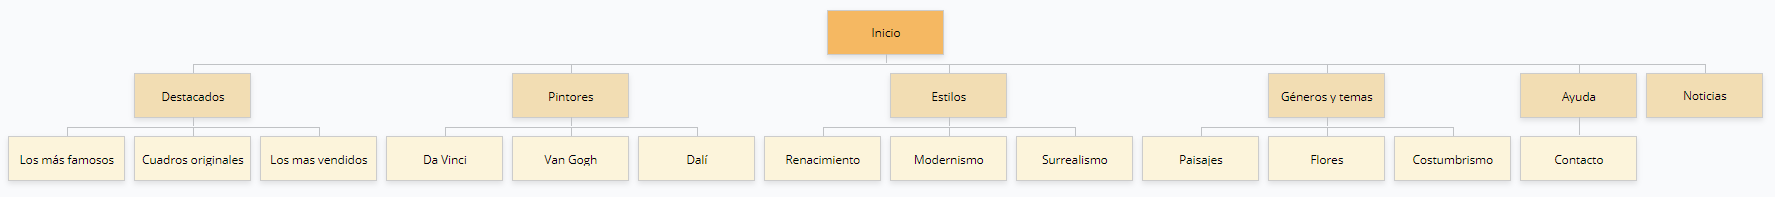 Inicio
Destacados
Pintores
Estilos
Géneros y temas
Ayuda
Noticias
Los más famosos
Cuadros originales
Los mas vendidos
Da Vinci
Van Gogh
Dalí
Renacimiento
Modernismo
Surrealismo
Paisajes
Flores
Costumbrismo
Contacto